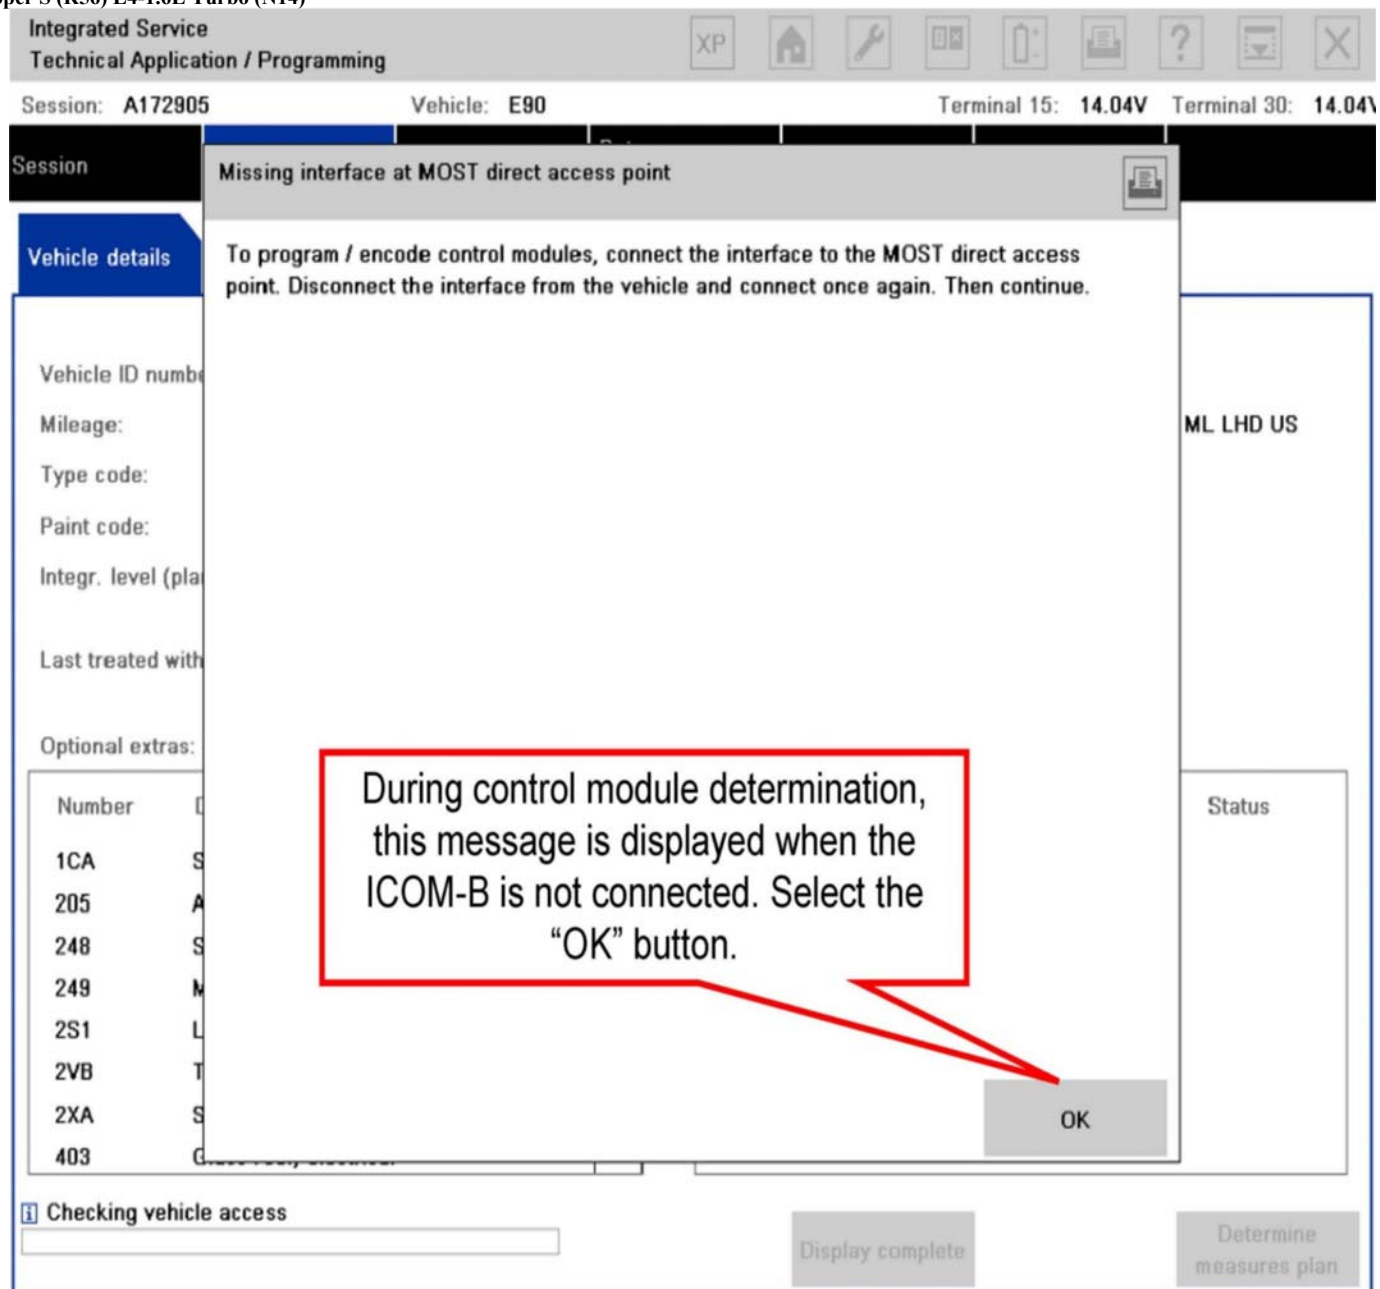 Integrated Service
Technical Application / Programming
XP
?
Session: A172905 Vehicle: E90 Terminal 15: 14.04V Terminal 30: 14.04V
Session
Missing interface at MOST direct access point
Vehicle details
To program / encode control modules, connect the interface to the MOST direct access
point. Disconnect the interface from the vehicle and connect once again. Then continue.
Vehicle ID numbe
Mileage: ML LHD US
Type code:
Paint code:
Integr. level (pla
Last treated with
Optional extras:
Number Status
1CA S
205 A
248 S
249 M
2S1 L
2VB T
2XA S
403
During control module determination,
this message is displayed when the
ICOM-B is not connected. Select the
“OK” button.
OK
Checking vehicle access
Display complete
Determine
measures plan